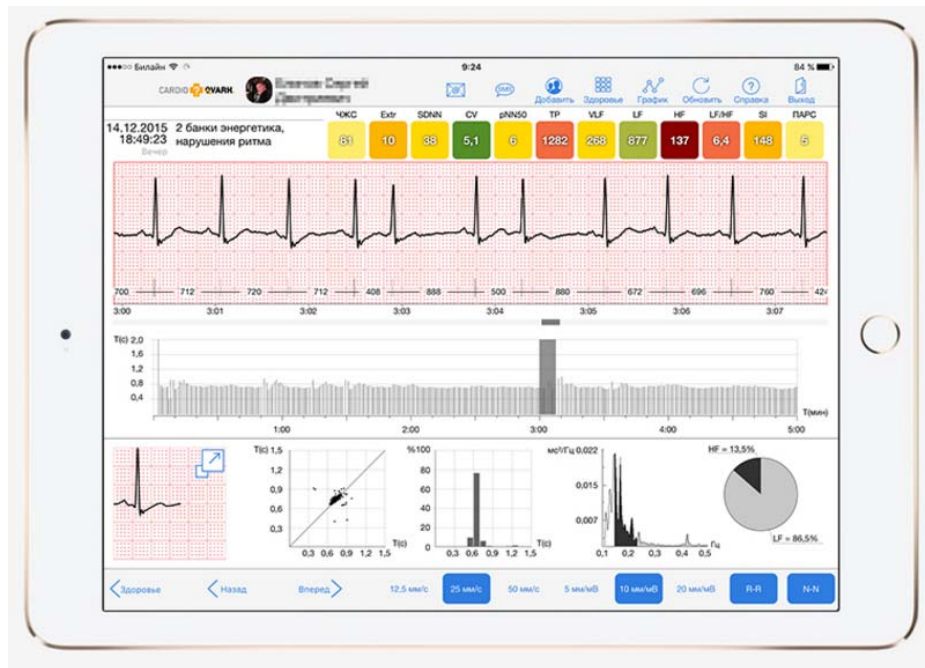 Билайн
9:24
84 %
CARDIO QVARK
Добавить Здоровье График Обновить Справка Выход
SMS
14.12.2015 2 банки энергетика,
18:49:23 нарушения ритма
Вечер
ЧЖС Extr SDNN CV pNN50 TP VLF LF HF LF/HF SI ПАРС
81 10 38 5,1 6 1282 268 877 137 6,4 148 5
700 712 720 712 408 888 500 880 672 696 760 424
3:00 3:01 3:02 3:03 3:04 3:05 3:06 3:07
T(c) 2,0
1,6
1,2
0,8
0,4
T(мин)
1:00 2:00 3:00 4:00 5:00
T(c) 1,5
1,2
0,9
0,6
0,3
0,3 0,6 0,9 1,2 1,5
T(c)
%100
80
60
40
20
0
0,3 0,6 0,9 1,2 1,5
T(c)
мс²/Гц 0,022
0,015
0,007
0,1 0,2 0,3 0,4 0,5
Гц
HF = 13,5%
LF = 86,5%
Здоровье Назад Вперед 12,5 мм/с 25 мм/с 50 мм/с 5 мм/мВ 10 мм/мВ 20 мм/мВ R-R N-N